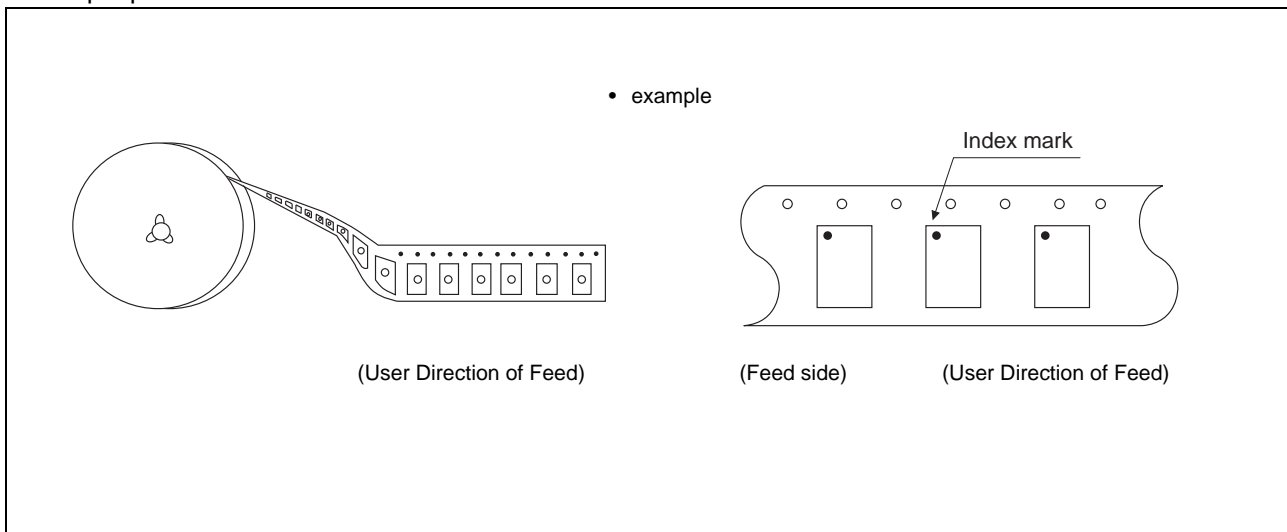 • example
Index mark
(User Direction of Feed)
(Feed side)
(User Direction of Feed)